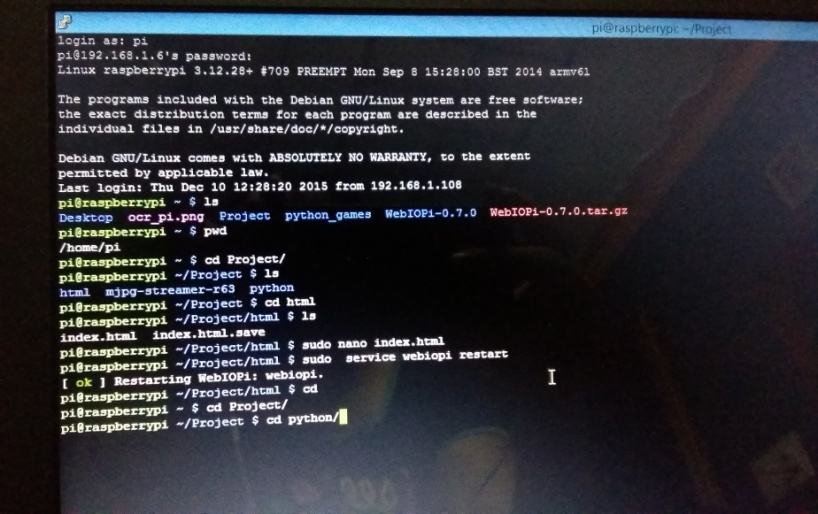 pi@raspberrypi: ~/Project
login as: pi
pi@192.168.1.6's password:
Linux raspberrypi 3.12.28+ #709 PREEMPT Mon Sep 8 15:28:00 BST 2014 armv6l
The programs included with the Debian GNU/Linux system are free software;
the exact distribution terms for each program are described in the
individual files in /usr/share/doc/*/copyright.
Debian GNU/Linux comes with ABSOLUTELY NO WARRANTY, to the extent
permitted by applicable law.
Last login: Thu Dec 10 12:28:20 2015 from 192.168.1.108
pi@raspberrypi ~ $ ls
Desktop  ocr_pi.png  Project  python_games  WebIOPi-0.7.0  WebIOPi-0.7.0.tar.gz
pi@raspberrypi ~ $ pwd
/home/pi
pi@raspberrypi ~ $ cd Project/
pi@raspberrypi ~/Project $ ls
html  mjpg-streamer-r63  python
pi@raspberrypi ~/Project $ cd html
pi@raspberrypi ~/Project/html $ ls
index.html  index.html.save
pi@raspberrypi ~/Project/html $ sudo nano index.html
pi@raspberrypi ~/Project/html $ sudo  service webiopi restart
[ ok ] Restarting WebIOPi: webiopi.
pi@raspberrypi ~/Project/html $ cd
pi@raspberrypi ~ $ cd Project/
pi@raspberrypi ~/Project $ cd python/